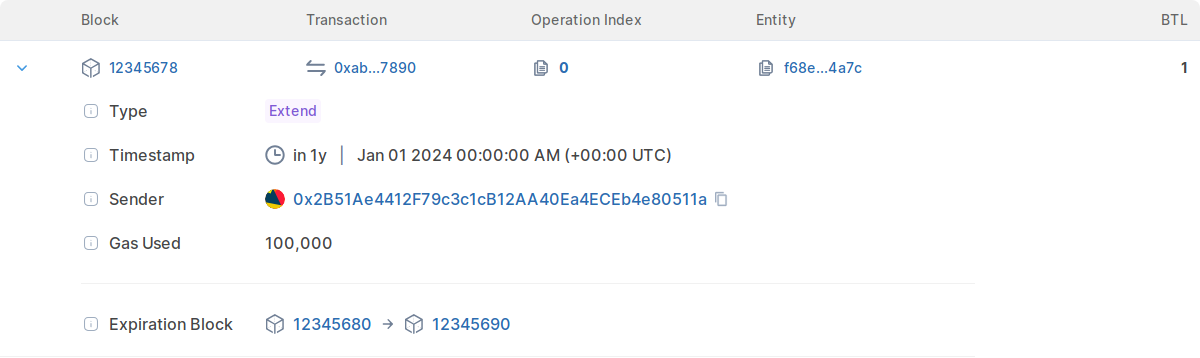 Block Transaction Operation Index Entity BTL
12345678 0xab...7890 0 f68e...4a7c 1
Type Extend
Timestamp in 1y | Jan 01 2024 00:00:00 AM (+00:00 UTC)
Sender 0x2B51Ae4412F79c3c1cB12AA40Ea4ECEb4e80511a
Gas Used 100,000
Expiration Block 12345680 → 12345690